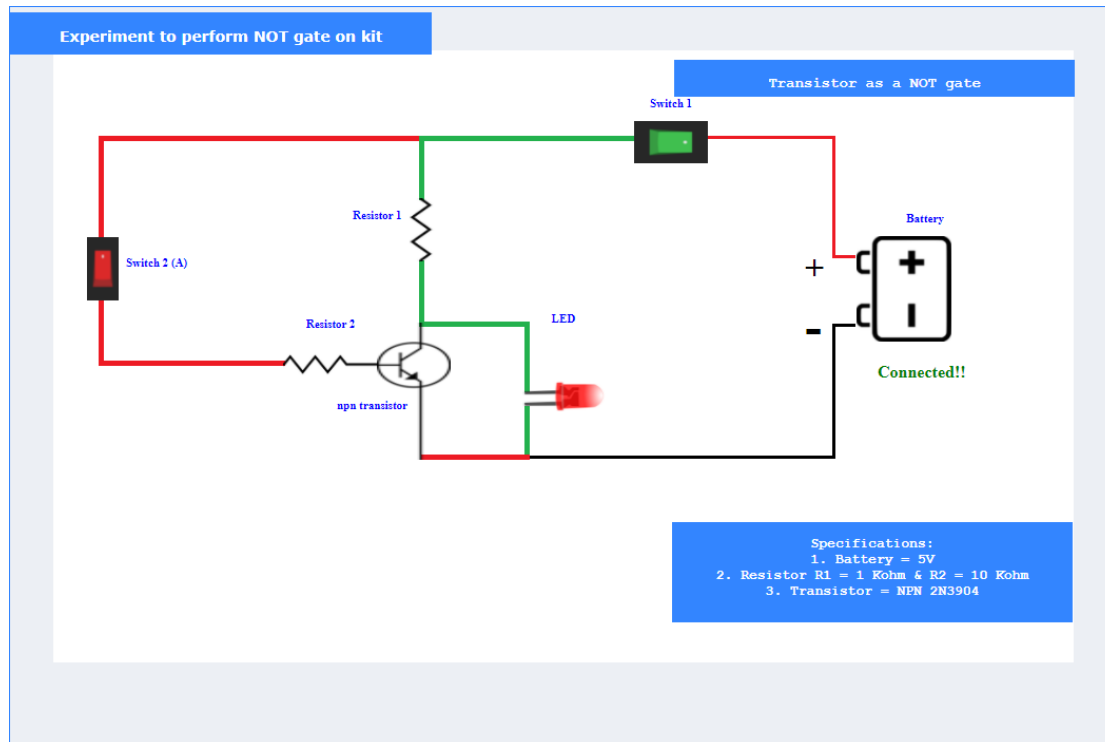 Experiment to perform NOT gate on kit
Transistor as a NOT gate
Switch 1
Resistor 1
Battery
Switch 2 (A)
+
-
Resistor 2
LED
Connected!!
npn transistor
Specifications:
1. Battery = 5V
2. Resistor R1 = 1 Kohm & R2 = 10 Kohm
3. Transistor = NPN 2N3904